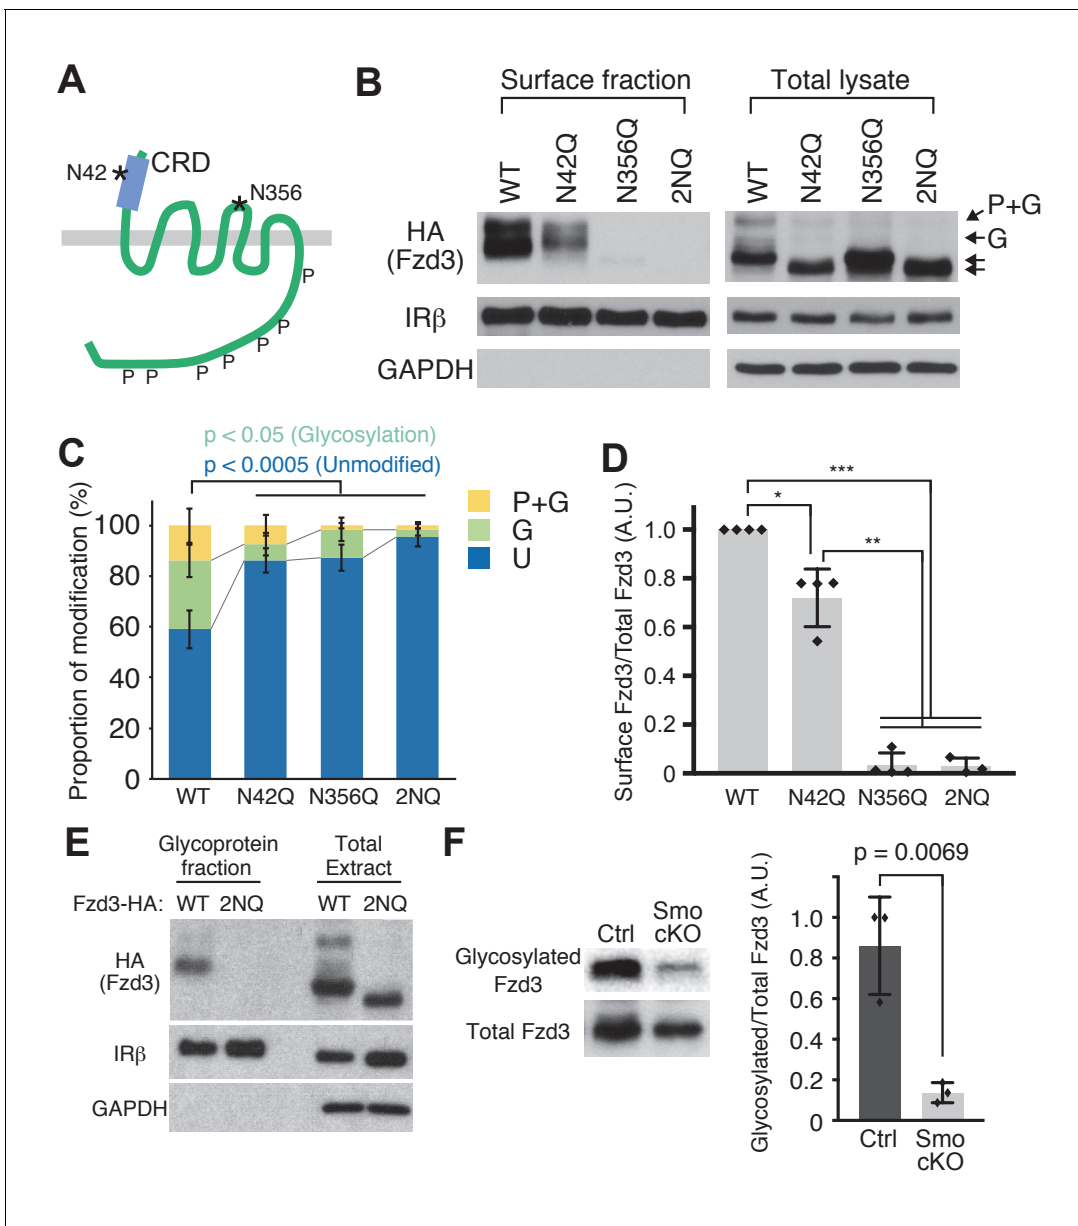 A
N42
*
CRD
*
N356
P
P
P
P
P
P P
B
Surface fraction
Total lysate
WT
N42Q
N356Q
2NQ
WT
N42Q
N356Q
2NQ
HA
(Fzd3)
P+G
G
IRβ
GAPDH
C
p < 0.05 (Glycosylation)
p < 0.0005 (Unmodified)
Proportion of modification (%)
100
80
60
40
20
0
WT
N42Q
N356Q
2NQ
P+G
G
U
D
Surface Fzd3/Total Fzd3 (A.U.)
***
*
**
1.0
0.8
0.6
0.4
0.2
0
WT
N42Q
N356Q
2NQ
E
Glycoprotein
fraction
Total
Extract
Fzd3-HA: WT 2NQ WT 2NQ
HA
(Fzd3)
IRβ
GAPDH
F
Ctrl
Smo
cKO
Glycosylated
Fzd3
Total Fzd3
Glycosylated/Total Fzd3 (A.U.)
p = 0.0069
1.0
0.8
0.6
0.4
0.2
0
Ctrl
Smo
cKO